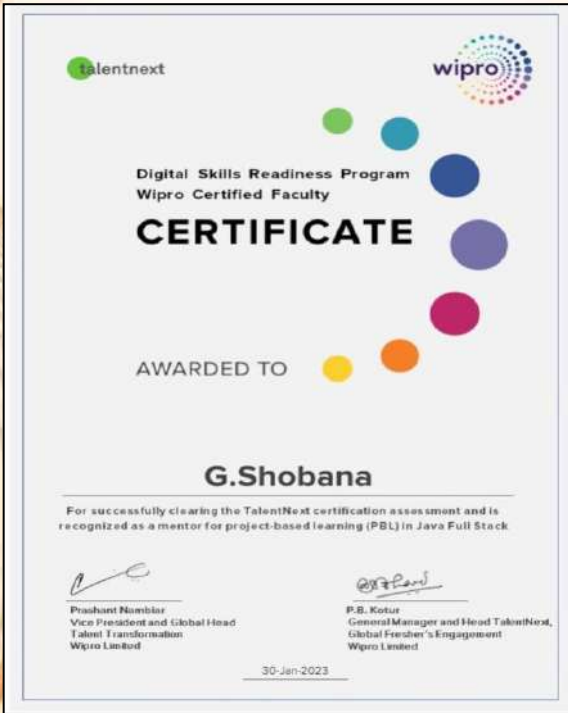 talentnext
wipro
Digital Skills Readiness Program
Wipro Certified Faculty
CERTIFICATE
AWARDED TO
G.Shobana
For successfully clearing the TalentNext certification assessment and is
recognized as a mentor for project-based learning (PBL) in Java Full Stack
Prashant Nambiar
Vice President and Global Head
Talent Transformation
Wipro Limited
P.B. Kotur
General Manager and Head TalentNext,
Global Fresher's Engagement
Wipro Limited
30-Jan-2023